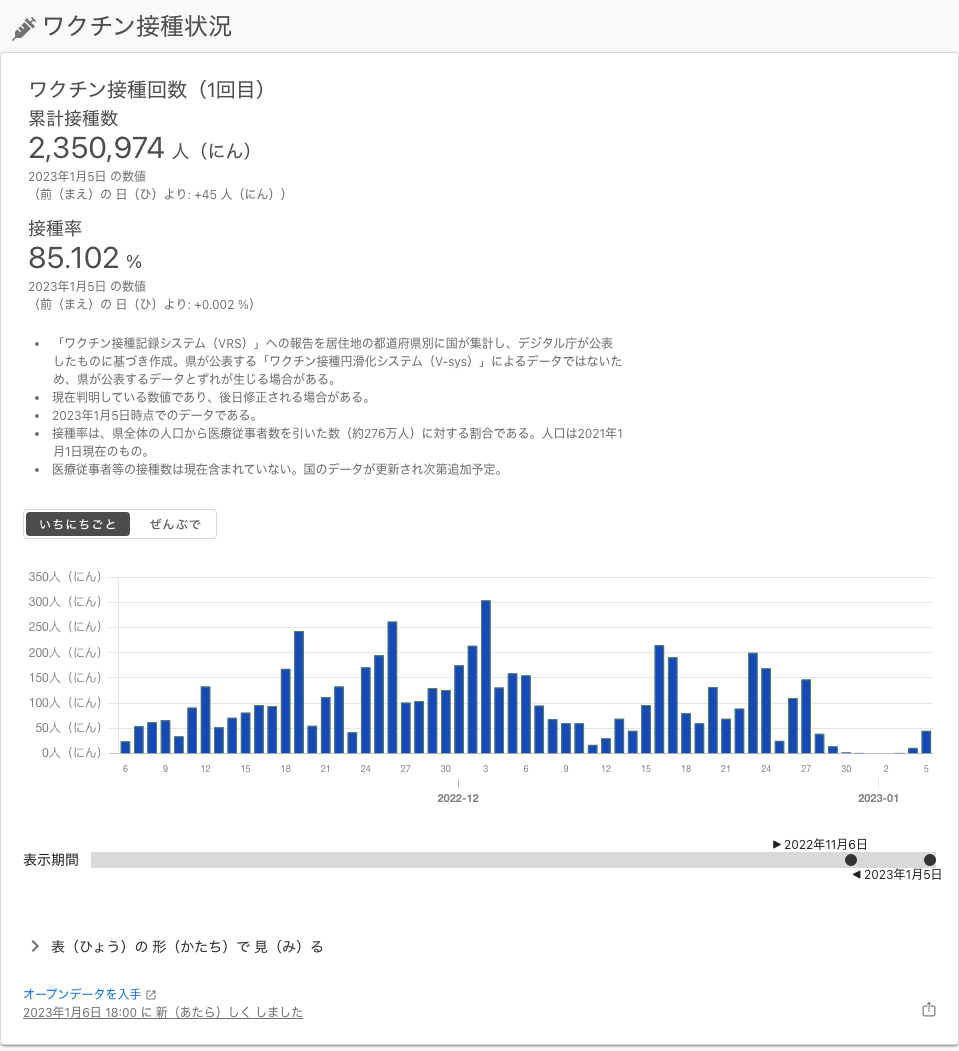 ワクチン接種状況
ワクチン接種回数（1回目）
累計接種数
2,350,974 人（にん）
2023年1月5日 の数値
（前（まえ）の 日（ひ）より: +45 人（にん））
接種率
85.102 %
2023年1月5日 の数値
（前（まえ）の 日（ひ）より: +0.002 %）
• 「ワクチン接種記録システム（VRS）」への報告を居住地の都道府県別に国が集計し、デジタル庁が公表
したものに基づき作成。県が公表する「ワクチン接種円滑化システム（V-sys）」によるデータではないた
め、県が公表するデータとずれが生じる場合がある。
• 現在判明している数値であり、後日修正される場合がある。
• 2023年1月5日時点でのデータである。
• 接種率は、県全体の人口から医療従事者数を引いた数（約276万人）に対する割合である。人口は2021年1
月1日現在のもの。
• 医療従事者等の接種数は現在含まれていない。国のデータが更新され次第追加予定。
いちにちごと ぜんぶで
350人（にん）
300人（にん）
250人（にん）
200人（にん）
150人（にん）
100人（にん）
50人（にん）
0人（にん）
6 9 12 15 18 21 24 27 30 3 6 9 12 15 18 21 24 27 30 2 5
2022-12 2023-01
▶ 2022年11月6日
表示期間
◀ 2023年1月5日
表（ひょう）の 形（かたち）で 見（み）る
オープンデータを入手
2023年1月6日 18:00 に 新（あたら）しく しました